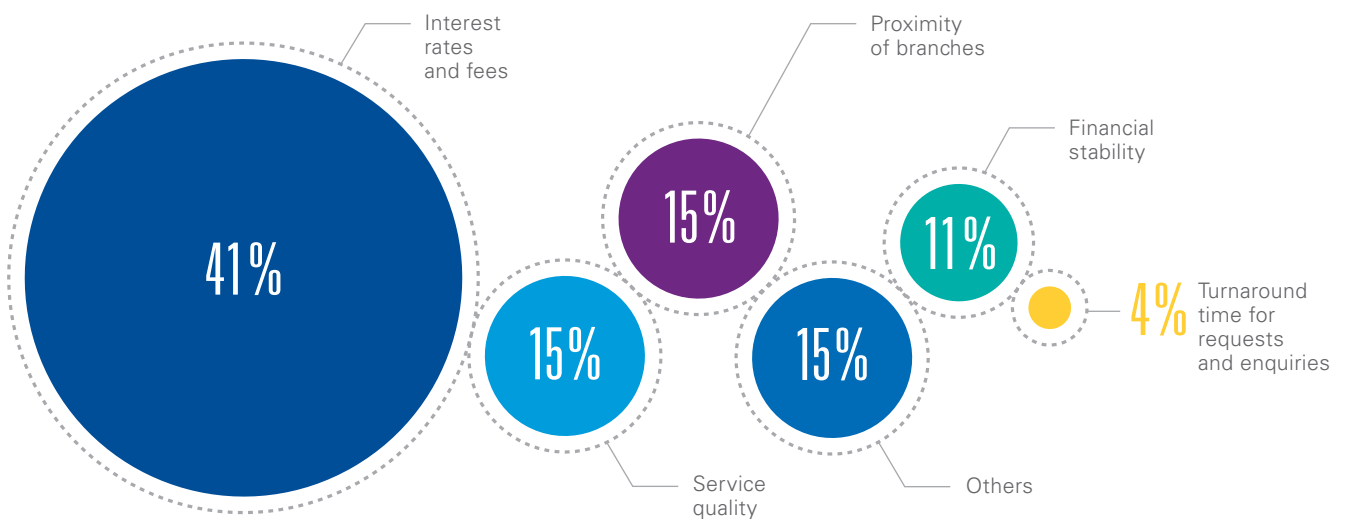 Interest
rates
and fees
41%
15%
Service
quality
Proximity
of branches
15%
15%
Others
Financial
stability
11%
4%
Turnaround
time for
requests
and enquiries